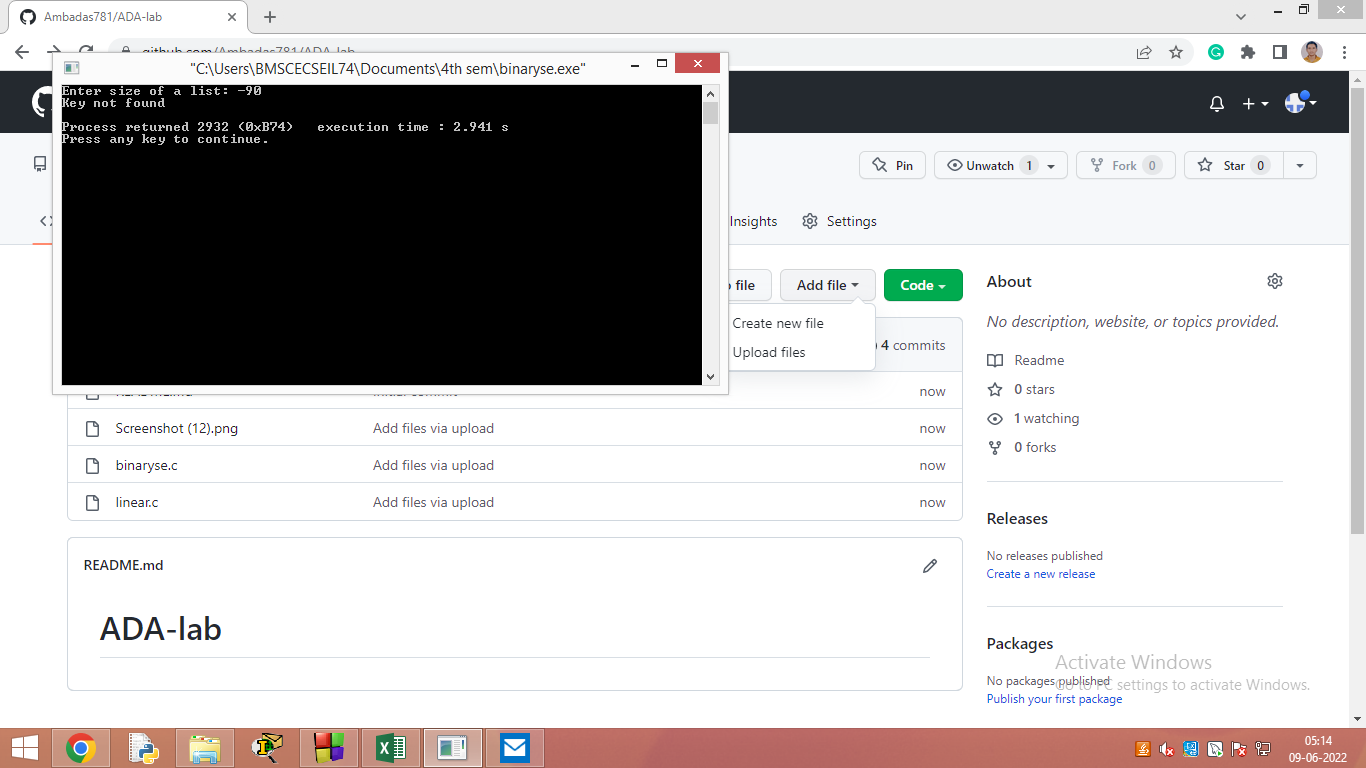 Ambadas781/ADA-lab
github.com/Ambadas781/ADA-lab
"C:\Users\BMSCECSEIL74\Documents\4th sem\binaryse.exe"
Enter size of a list: -90
Key not found
Process returned 2932 (0xB74)   execution time : 2.941 s
Press any key to continue.
Pin
Unwatch 1
Fork 0
Star 0
Insights
Settings
file
Add file
Code
Create new file
Upload files
4 commits
README.md Initial commit now
Screenshot (12).png Add files via upload now
binaryse.c Add files via upload now
linear.c Add files via upload now
README.md
ADA-lab
About
No description, website, or topics provided.
Readme
0 stars
1 watching
0 forks
Releases
No releases published
Create a new release
Packages
No packages published
Publish your first package
Activate Windows
Go to PC settings to activate Windows.
05:14
09-06-2022